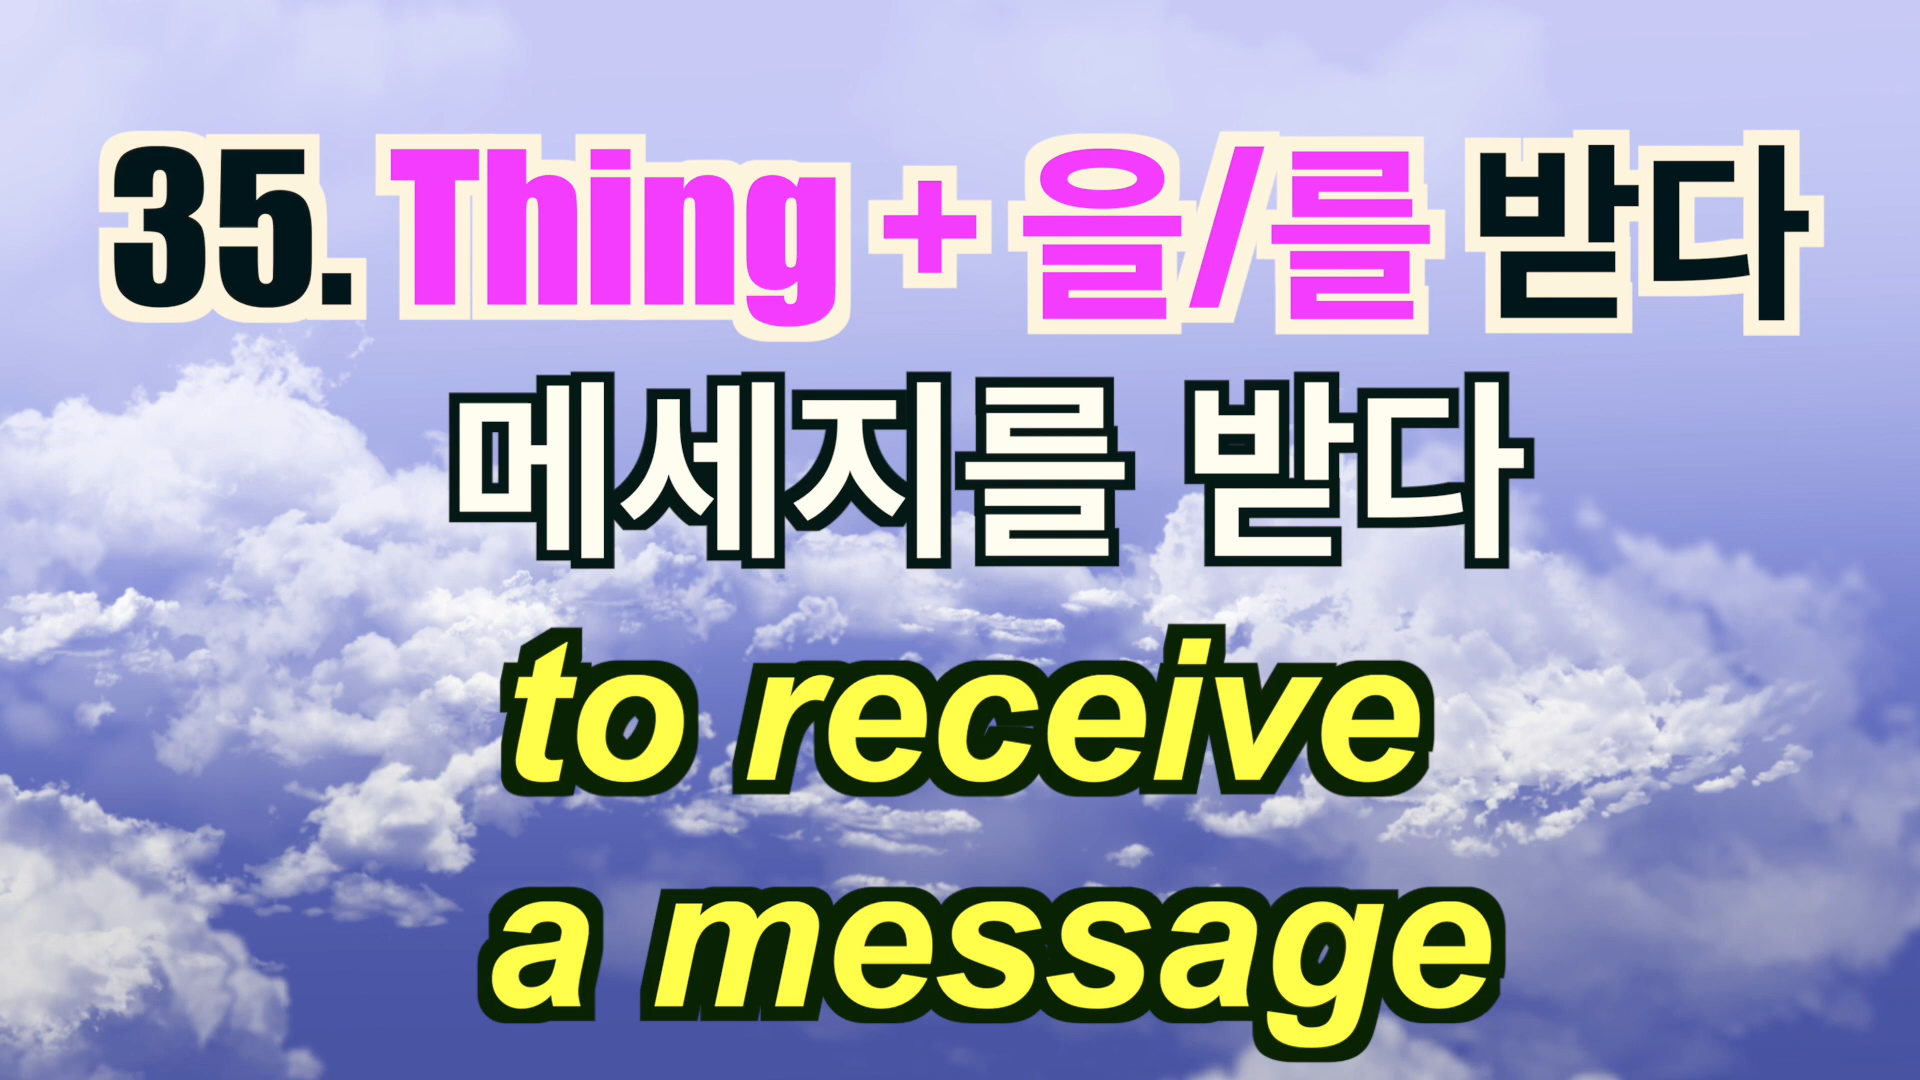 35. Thing + 을/를 받다
메세지를 받다
to receive
a message